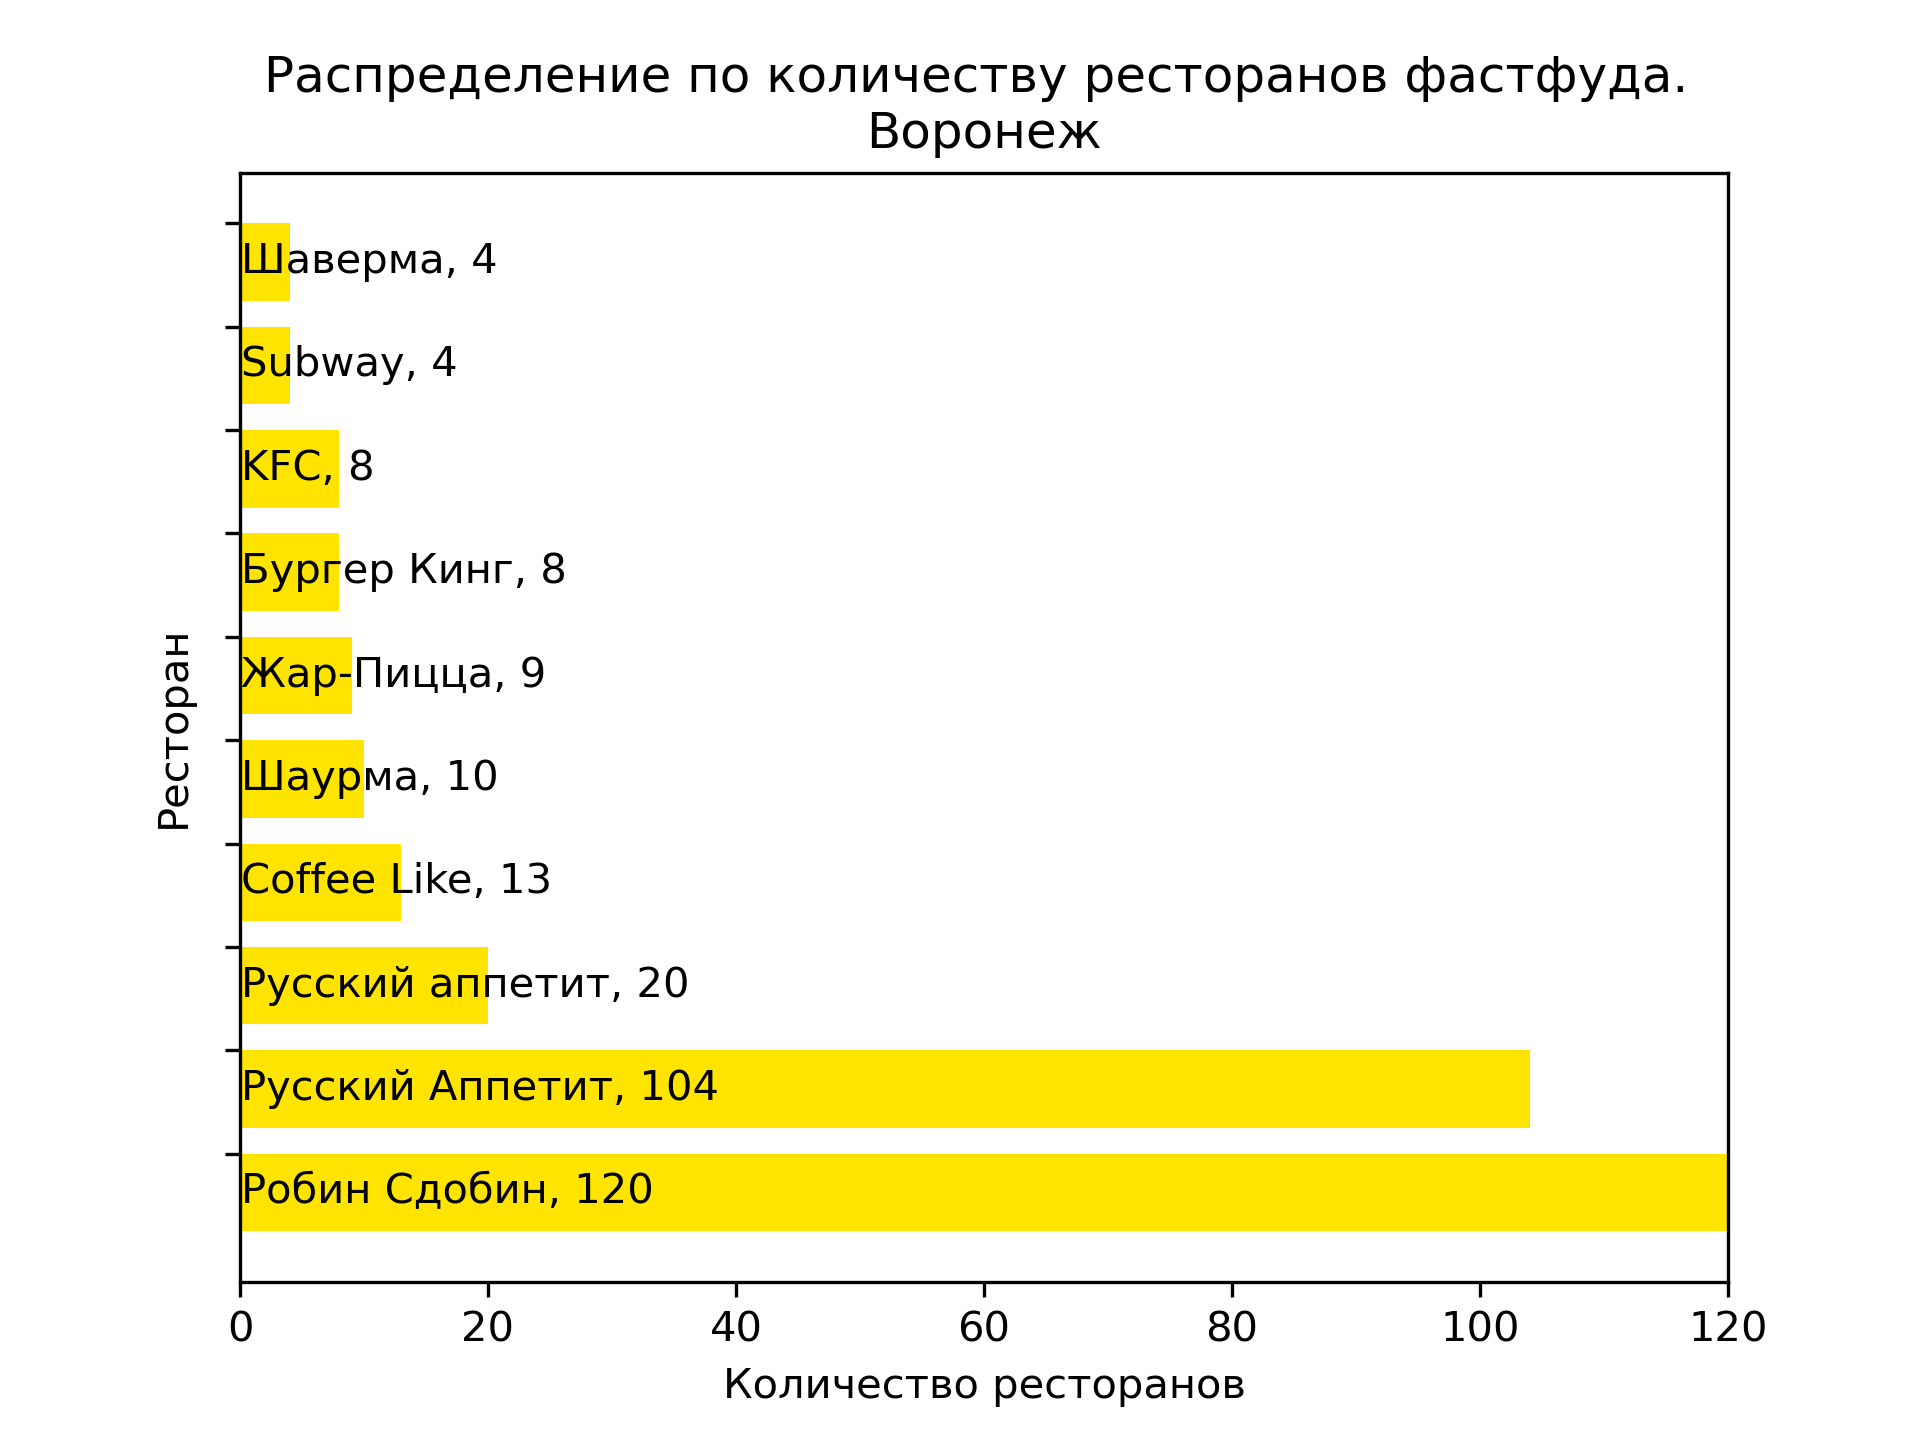 Распределение по количеству ресторанов фастфуда.
Воронеж
Шаверма, 4
Subway, 4
KFC, 8
Бургер Кинг, 8
Жар-Пицца, 9
Шаурма, 10
Coffee Like, 13
Русский аппетит, 20
Русский Аппетит, 104
Робин Сдобин, 120
Ресторан
0 20 40 60 80 100 120
Количество ресторанов